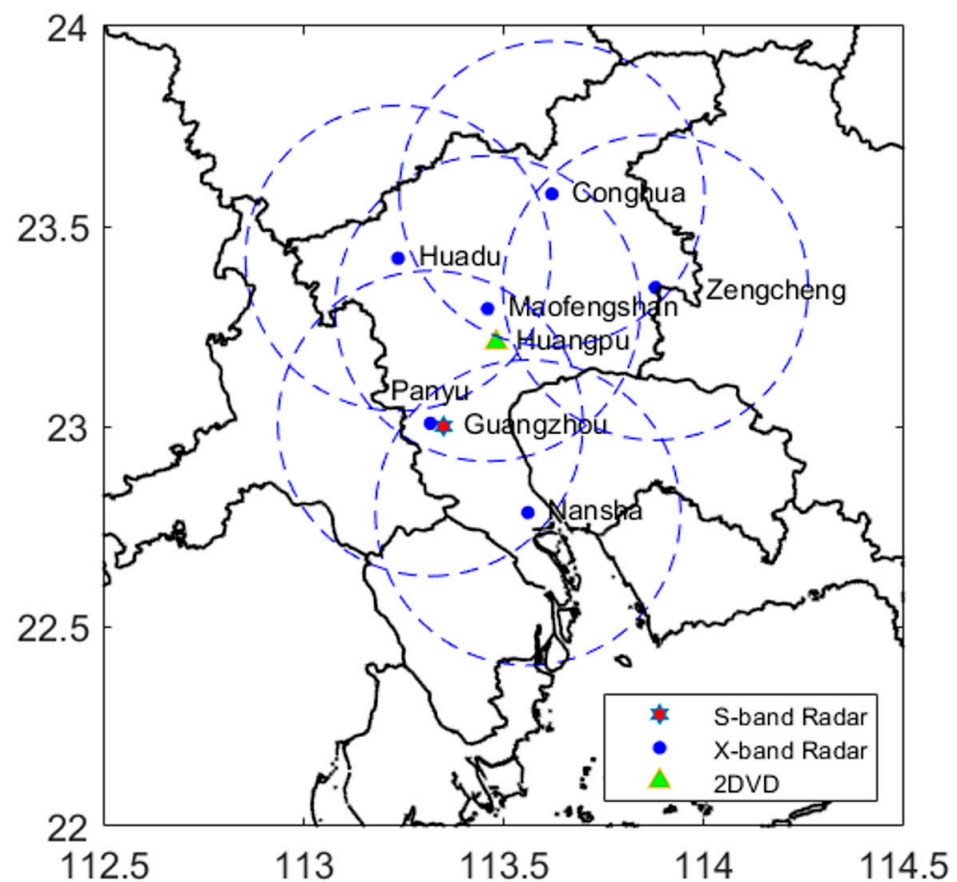 24
23.5
23
22.5
22
112.5
113
113.5
114
114.5
Conghua
Huadu
Zengcheng
Maofengshan
Huangpu
Panyu
Guangzhou
Nansha
S-band Radar
X-band Radar
2DVD